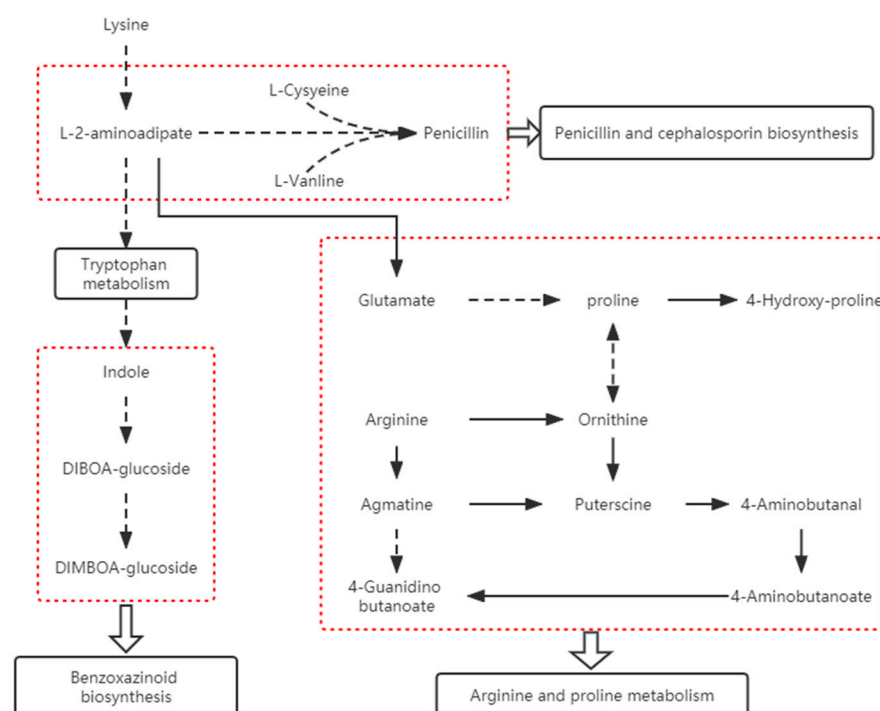 Lysine
L-Cysyeine
L-2-aminoadipate
Penicillin
Penicillin and cephalosporin biosynthesis
L-Vanline
Tryptophan
metabolism
Glutamate
proline
4-Hydroxy-proline
Indole
Arginine
Ornithine
DIBOA-glucoside
Agmatine
Puterscine
4-Aminobutanal
DIMBOA-glucoside
4-Guanidino
butanoate
4-Aminobutanoate
Benzoxazinoid
biosynthesis
Arginine and proline metabolism